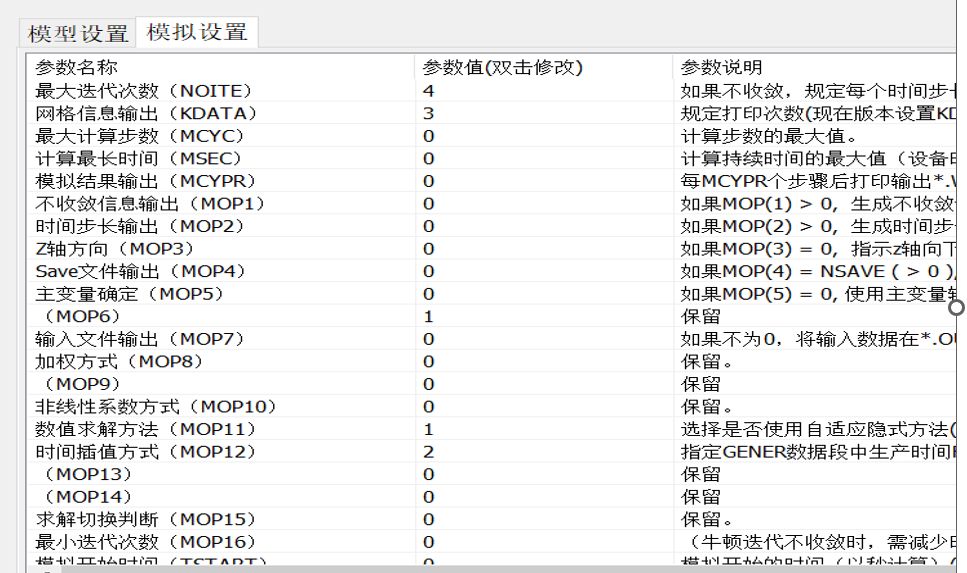 模型设置 模拟设置
参数名称 参数值(双击修改) 参数说明
最大迭代次数（NOITE） 4 如果不收敛，规定每个时间步
网格信息输出（KDATA） 3 规定打印次数(现在版本设置KD
最大计算步数（MCYC） 0 计算步数的最大值。
计算最长时间（MSEC） 0 计算持续时间的最大值（设备
模拟结果输出（MCYPR） 0 每MCYPR个步骤后打印输出*.
不收敛信息输出（MOP1） 0 如果MOP(1) > 0，生成不收敛
时间步长输出（MOP2） 0 如果MOP(2) > 0，生成时间步
Z轴方向（MOP3） 0 如果MOP(3) = 0，指示z轴向下
Save文件输出（MOP4） 0 如果MOP(4) = NSAVE ( > 0 ),
主变量确定（MOP5） 0 如果MOP(5) = 0, 使用主变量
（MOP6） 1 保留
输入文件输出（MOP7） 0 如果不为0，将输入数据在*.OU
加权方式（MOP8） 0 保留。
（MOP9） 0 保留
非线性系数方式（MOP10） 0 保留。
数值求解方法（MOP11） 1 选择是否使用自适应隐式方法(
时间插值方式（MOP12） 2 指定GENER数据段中生产时间
（MOP13） 0 保留
（MOP14） 0 保留
求解切换判断（MOP15） 0 保留。
最小迭代次数（MOP16） 0 （牛顿迭代不收敛时，需减少
模拟开始时间（TSTART） 0 模拟开始的时间（以秒计算）(